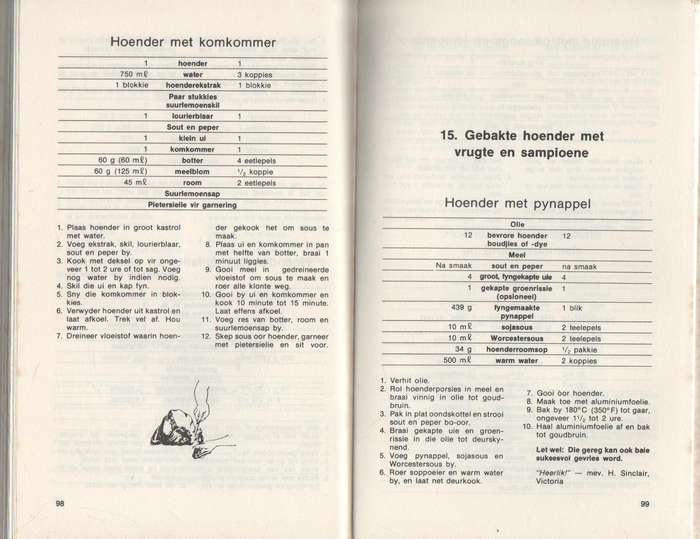 Hoender met komkommer
1 hoender 1
750 mℓ water 3 koppies
1 blokkie hoenderekstrak 1 blokkie
Paar stukkies
suurlemoenskil
1 lourierblaar 1
Sout en peper
1 klein ui 1
1 komkommer 1
60 g (60 mℓ) botter 4 eetlepels
60 g (125 mℓ) meelblom 1/2 koppie
45 mℓ room 2 eetlepels
Suurlemoensap
Pietersielie vir garnering
1. Plaas hoender in groot kastrol
met water.
2. Voeg ekstrak, skil, lourierblaar,
sout en peper by.
3. Kook met deksel op vir onge-
veer 1 tot 2 ure of tot sag. Voeg
nog water by indien nodig.
4. Skil die ui en kap fyn.
5. Sny die komkommer in blok-
kies.
6. Verwyder hoender uit kastrol en
laat afkoel. Trek vel af. Hou
warm.
7. Dreineer vloeistof waarin hoen-
der gekook het om sous te
maak.
8. Plaas ui en komkommer in pan
met helfte van botter, braai 1
minuut liggies.
9. Gooi meel in gedreineerde
vloeistof om sous te maak en
roer alle klonte weg.
10. Gooi by ui en komkommer en
kook 10 minute tot 15 minute.
Laat effens afkoel.
11. Voeg res van botter, room en
suurlemoensap by.
12. Skep sous oor hoender, garneer
met pietersielie en sit voor.
98
15. Gebakte hoender met
vrugte en sampioene
Hoender met pynappel
Olie
12 bevrore hoender 12
boudjies of -dye
Meel
Na smaak sout en peper na smaak
4 groot, fyngekapte uie 4
1 gekapte groenrissie 1
(opsioneel)
439 g fyngemaakte 1 blik
pynappel
10 mℓ sojasous 2 teelepels
10 mℓ Worcestersous 2 teelepels
34 g hoenderroomsop 1/2 pakkie
500 mℓ warm water 2 koppies
1. Verhit olie.
2. Rol hoenderporsies in meel en
braai vinnig in olie tot goud-
bruin.
3. Pak in plat oondskottel en strooi
sout en peper bo-oor.
4. Braai gekapte uie en groen-
rissie in die olie tot deursky-
nend.
5. Voeg pynappel, sojasous en
Worcestersous by.
6. Roer soppoeier en warm water
by, en laat net deurkook.
7. Gooi oor hoender.
8. Maak toe met aluminiumfoelie.
9. Bak by 180°C (350°F) tot gaar,
ongeveer 1 1/2 tot 2 ure.
10. Haal aluminiumfoelie af en bak
tot goudbruin.
Let wel: Die gereg kan ook baie
suksesvol gevries word.
"Heerlik!" — mev. H. Sinclair,
Victoria
99